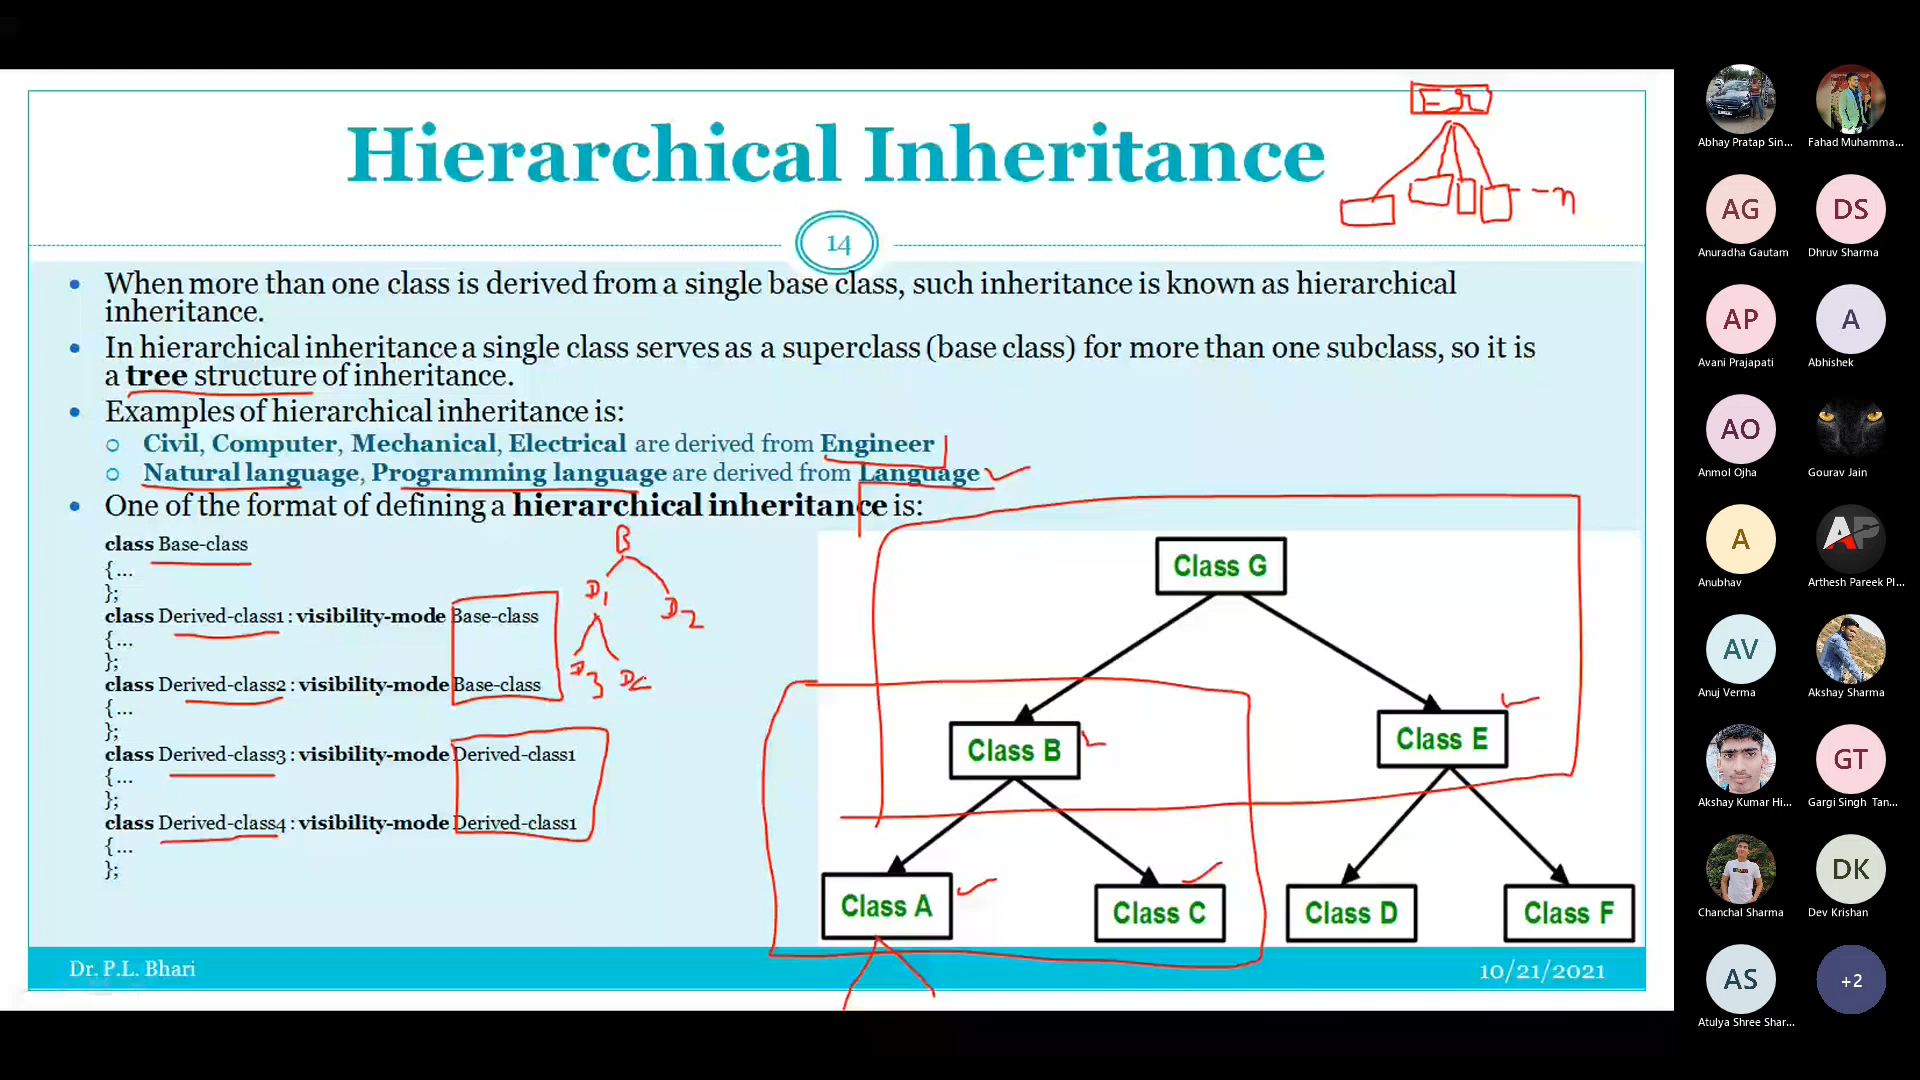 Hierarchical Inheritance
14
• When more than one class is derived from a single base class, such inheritance is known as hierarchical
inheritance.
• In hierarchical inheritance a single class serves as a superclass (base class) for more than one subclass, so it is
a tree structure of inheritance.
• Examples of hierarchical inheritance is:
○ Civil, Computer, Mechanical, Electrical are derived from Engineer
○ Natural language, Programming language are derived from Language
• One of the format of defining a hierarchical inheritance is:
class Base-class
{...
};
class Derived-class1 : visibility-mode Base-class
{...
};
class Derived-class2 : visibility-mode Base-class
{...
};
class Derived-class3 : visibility-mode Derived-class1
{...
};
class Derived-class4 : visibility-mode Derived-class1
{...
};
n
B
D1
D2
D3
Class G
Class B
Class E
Class A
Class C
Class D
Class F
Dr. P.L. Bhari
10/21/2021
Abhay Pratap Sin...
Fahad Muhamma...
AG
DS
Anuradha Gautam
Dhruv Sharma
AP
A
Avani Prajapati
Abhishek
AO
Anmol Ojha
Gourav Jain
A
AP
Anubhav
Arthesh Pareek Pl...
AV
Anuj Verma
Akshay Sharma
GT
Akshay Kumar Hi...
Gargi Singh Tan...
DK
Chanchal Sharma
Dev Krishan
AS
+2
Atulya Shree Shar...